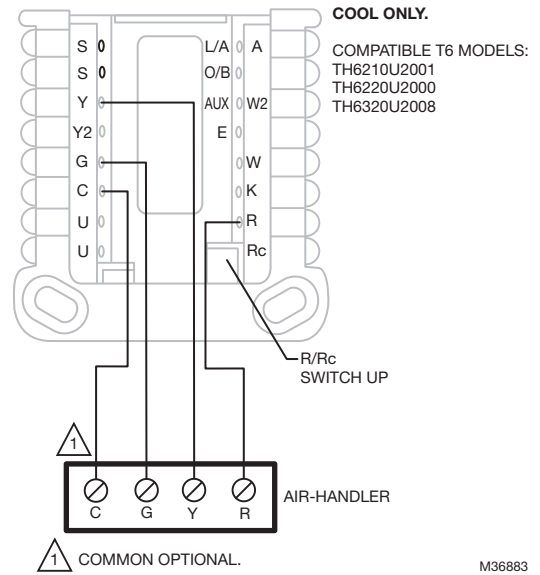 COOL ONLY.
COMPATIBLE T6 MODELS:
TH6210U2001
TH6220U2000
TH6320U2008
S L/A A
S O/B
Y AUX W2
Y2 E
G W
C K
U R
U Rc
R/Rc
SWITCH UP
1
C G Y R
AIR-HANDLER
1 COMMON OPTIONAL.
M36883